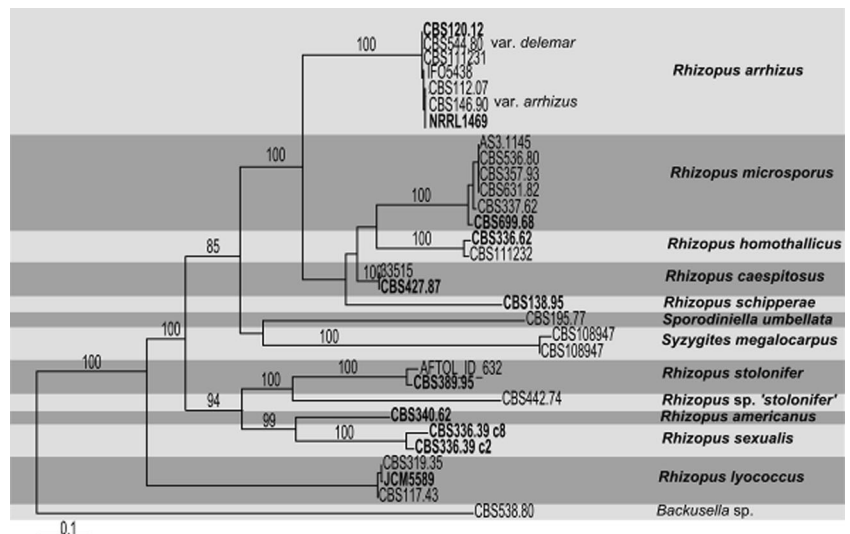 CBS120.12
100
CBS544.80 var. delemar
CBS111231
IFO5438
Rhizopus arrhizus
CBS112.07
CBS146.90 var. arrhizus
NRRL1469
AS3.1145
100
CBS536.80
CBS357.93
Rhizopus microsporus
CBS631.82
100
CBS337.62
CBS699.68
100
CBS336.62
Rhizopus homothallicus
85
CBS111232
100
33515
Rhizopus caespitosus
CBS427.87
CBS138.95
Rhizopus schipperae
CBS195.77
Sporodiniella umbellata
100
100
CBS108947
Syzygites megalocarpus
CBS108947
100
100
AFTOL_ID_632
Rhizopus stolonifer
100
CBS389.95
94
CBS442.74
Rhizopus sp. 'stolonifer'
99
CBS340.62
Rhizopus americanus
100
CBS336.39 c8
Rhizopus sexualis
CBS336.39 c2
CBS319.35
JCM5589
Rhizopus lyococcus
CBS117.43
CBS538.80
Backusella sp.
0.1